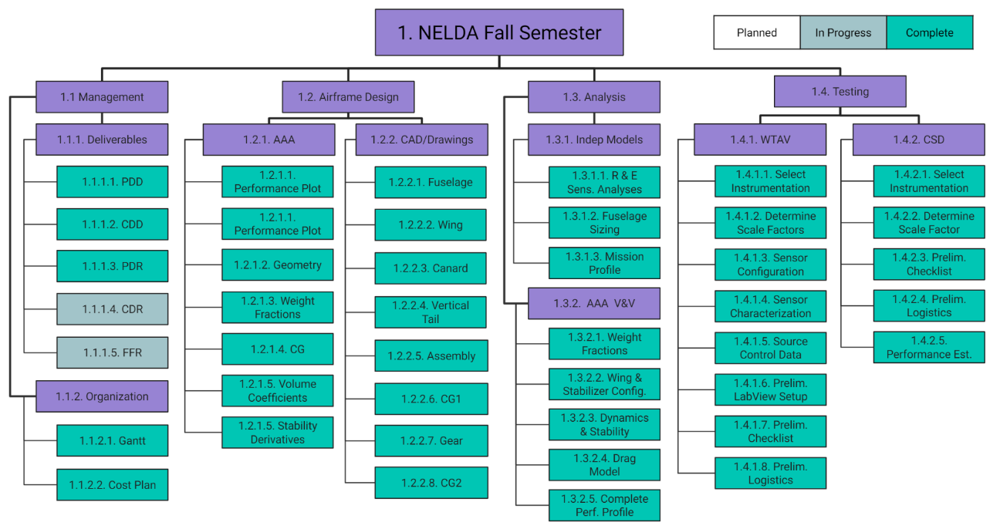 1. NELDA Fall Semester
Planned
In Progress
Complete
1.1 Management
1.1.1. Deliverables
1.1.1.1. PDD
1.1.1.2. CDD
1.1.1.3. PDR
1.1.1.4. CDR
1.1.1.5. FFR
1.1.2. Organization
1.1.2.1. Gantt
1.1.2.2. Cost Plan
1.2. Airframe Design
1.2.1. AAA
1.2.1.1.
Performance Plot
1.2.1.1.
Performance Plot
1.2.1.2. Geometry
1.2.1.3. Weight
Fractions
1.2.1.4. CG
1.2.1.5. Volume
Coefficients
1.2.1.5. Stability
Derivatives
1.2.2. CAD/Drawings
1.2.2.1. Fuselage
1.2.2.2. Wing
1.2.2.3. Canard
1.2.2.4. Vertical
Tail
1.2.2.5. Assembly
1.2.2.6. CG1
1.2.2.7. Gear
1.2.2.8. CG2
1.3. Analysis
1.3.1. Indep Models
1.3.1.1. R & E
Sens. Analyses
1.3.1.2. Fuselage
Sizing
1.3.1.3. Mission
Profile
1.3.2. AAA V&V
1.3.2.1. Weight
Fractions
1.3.2.2. Wing &
Stabilizer Config.
1.3.2.3. Dynamics
& Stability
1.3.2.4. Drag
Model
1.3.2.5. Complete
Perf. Profile
1.4. Testing
1.4.1. WTAV
1.4.1.1. Select
Instrumentation
1.4.1.2. Determine
Scale Factors
1.4.1.3. Sensor
Configuration
1.4.1.4. Sensor
Characterization
1.4.1.5. Source
Control Data
1.4.1.6. Prelim.
LabView Setup
1.4.1.7. Prelim.
Checklist
1.4.1.8. Prelim.
Logistics
1.4.2. CSD
1.4.2.1. Select
Instrumentation
1.4.2.2. Determine
Scale Factor
1.4.2.3. Prelim.
Checklist
1.4.2.4. Prelim.
Logistics
1.4.2.5.
Performance Est.